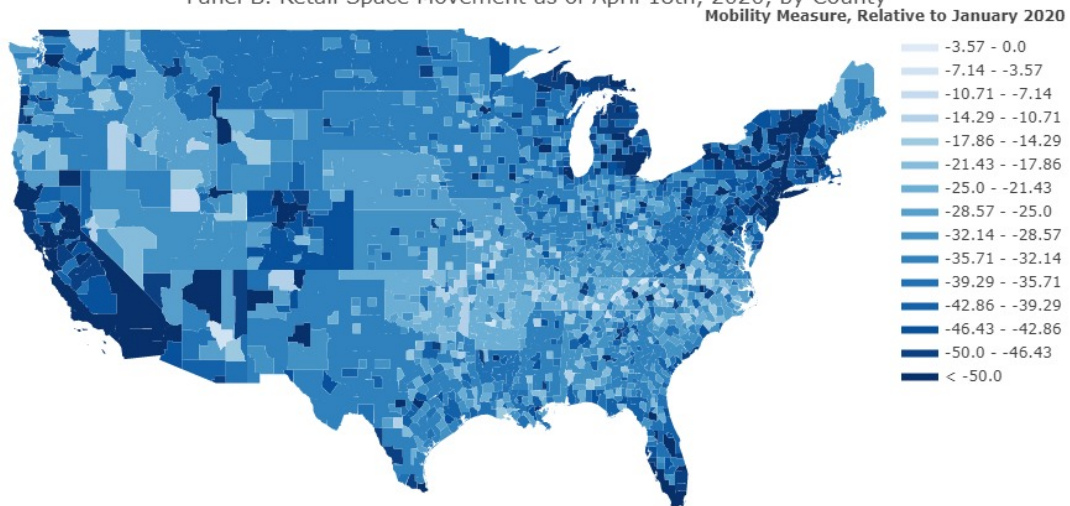 Panel B: Retail Space Movement as of April 2020, by County
Mobility Measure, Relative to January 2020
-3.57 - 0.0
-7.14 - -3.57
-10.71 - -7.14
-14.29 - -10.71
-17.86 - -14.29
-21.43 - -17.86
-25.0 - -21.43
-28.57 - -25.0
-32.14 - -28.57
-35.71 - -32.14
-39.29 - -35.71
-42.86 - -39.29
-46.43 - -42.86
-50.0 - -46.43
< -50.0